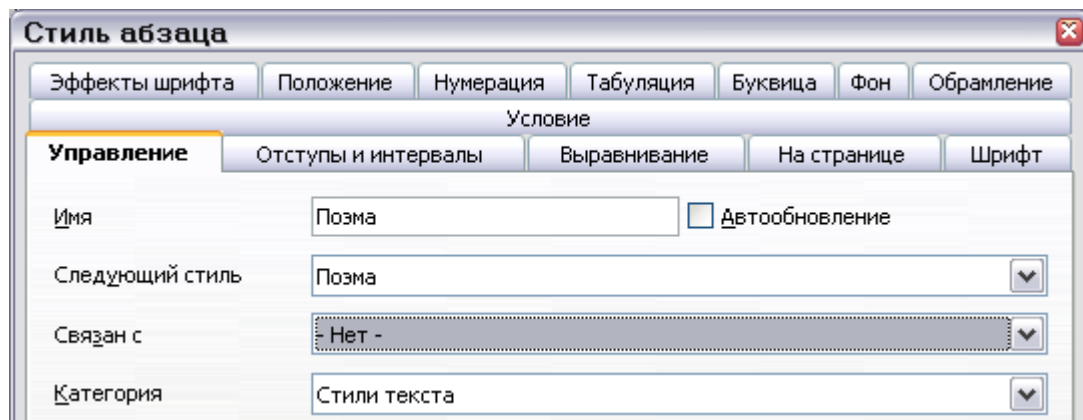 Стиль абзаца
Эффекты шрифта Положение Нумерация Табуляция Буквица Фон Обрамление
Условие
Управление Отступы и интервалы Выравнивание На странице Шрифт
Имя Поэма Автообновление
Следующий стиль Поэма
Связан с - Нет -
Категория Стили текста